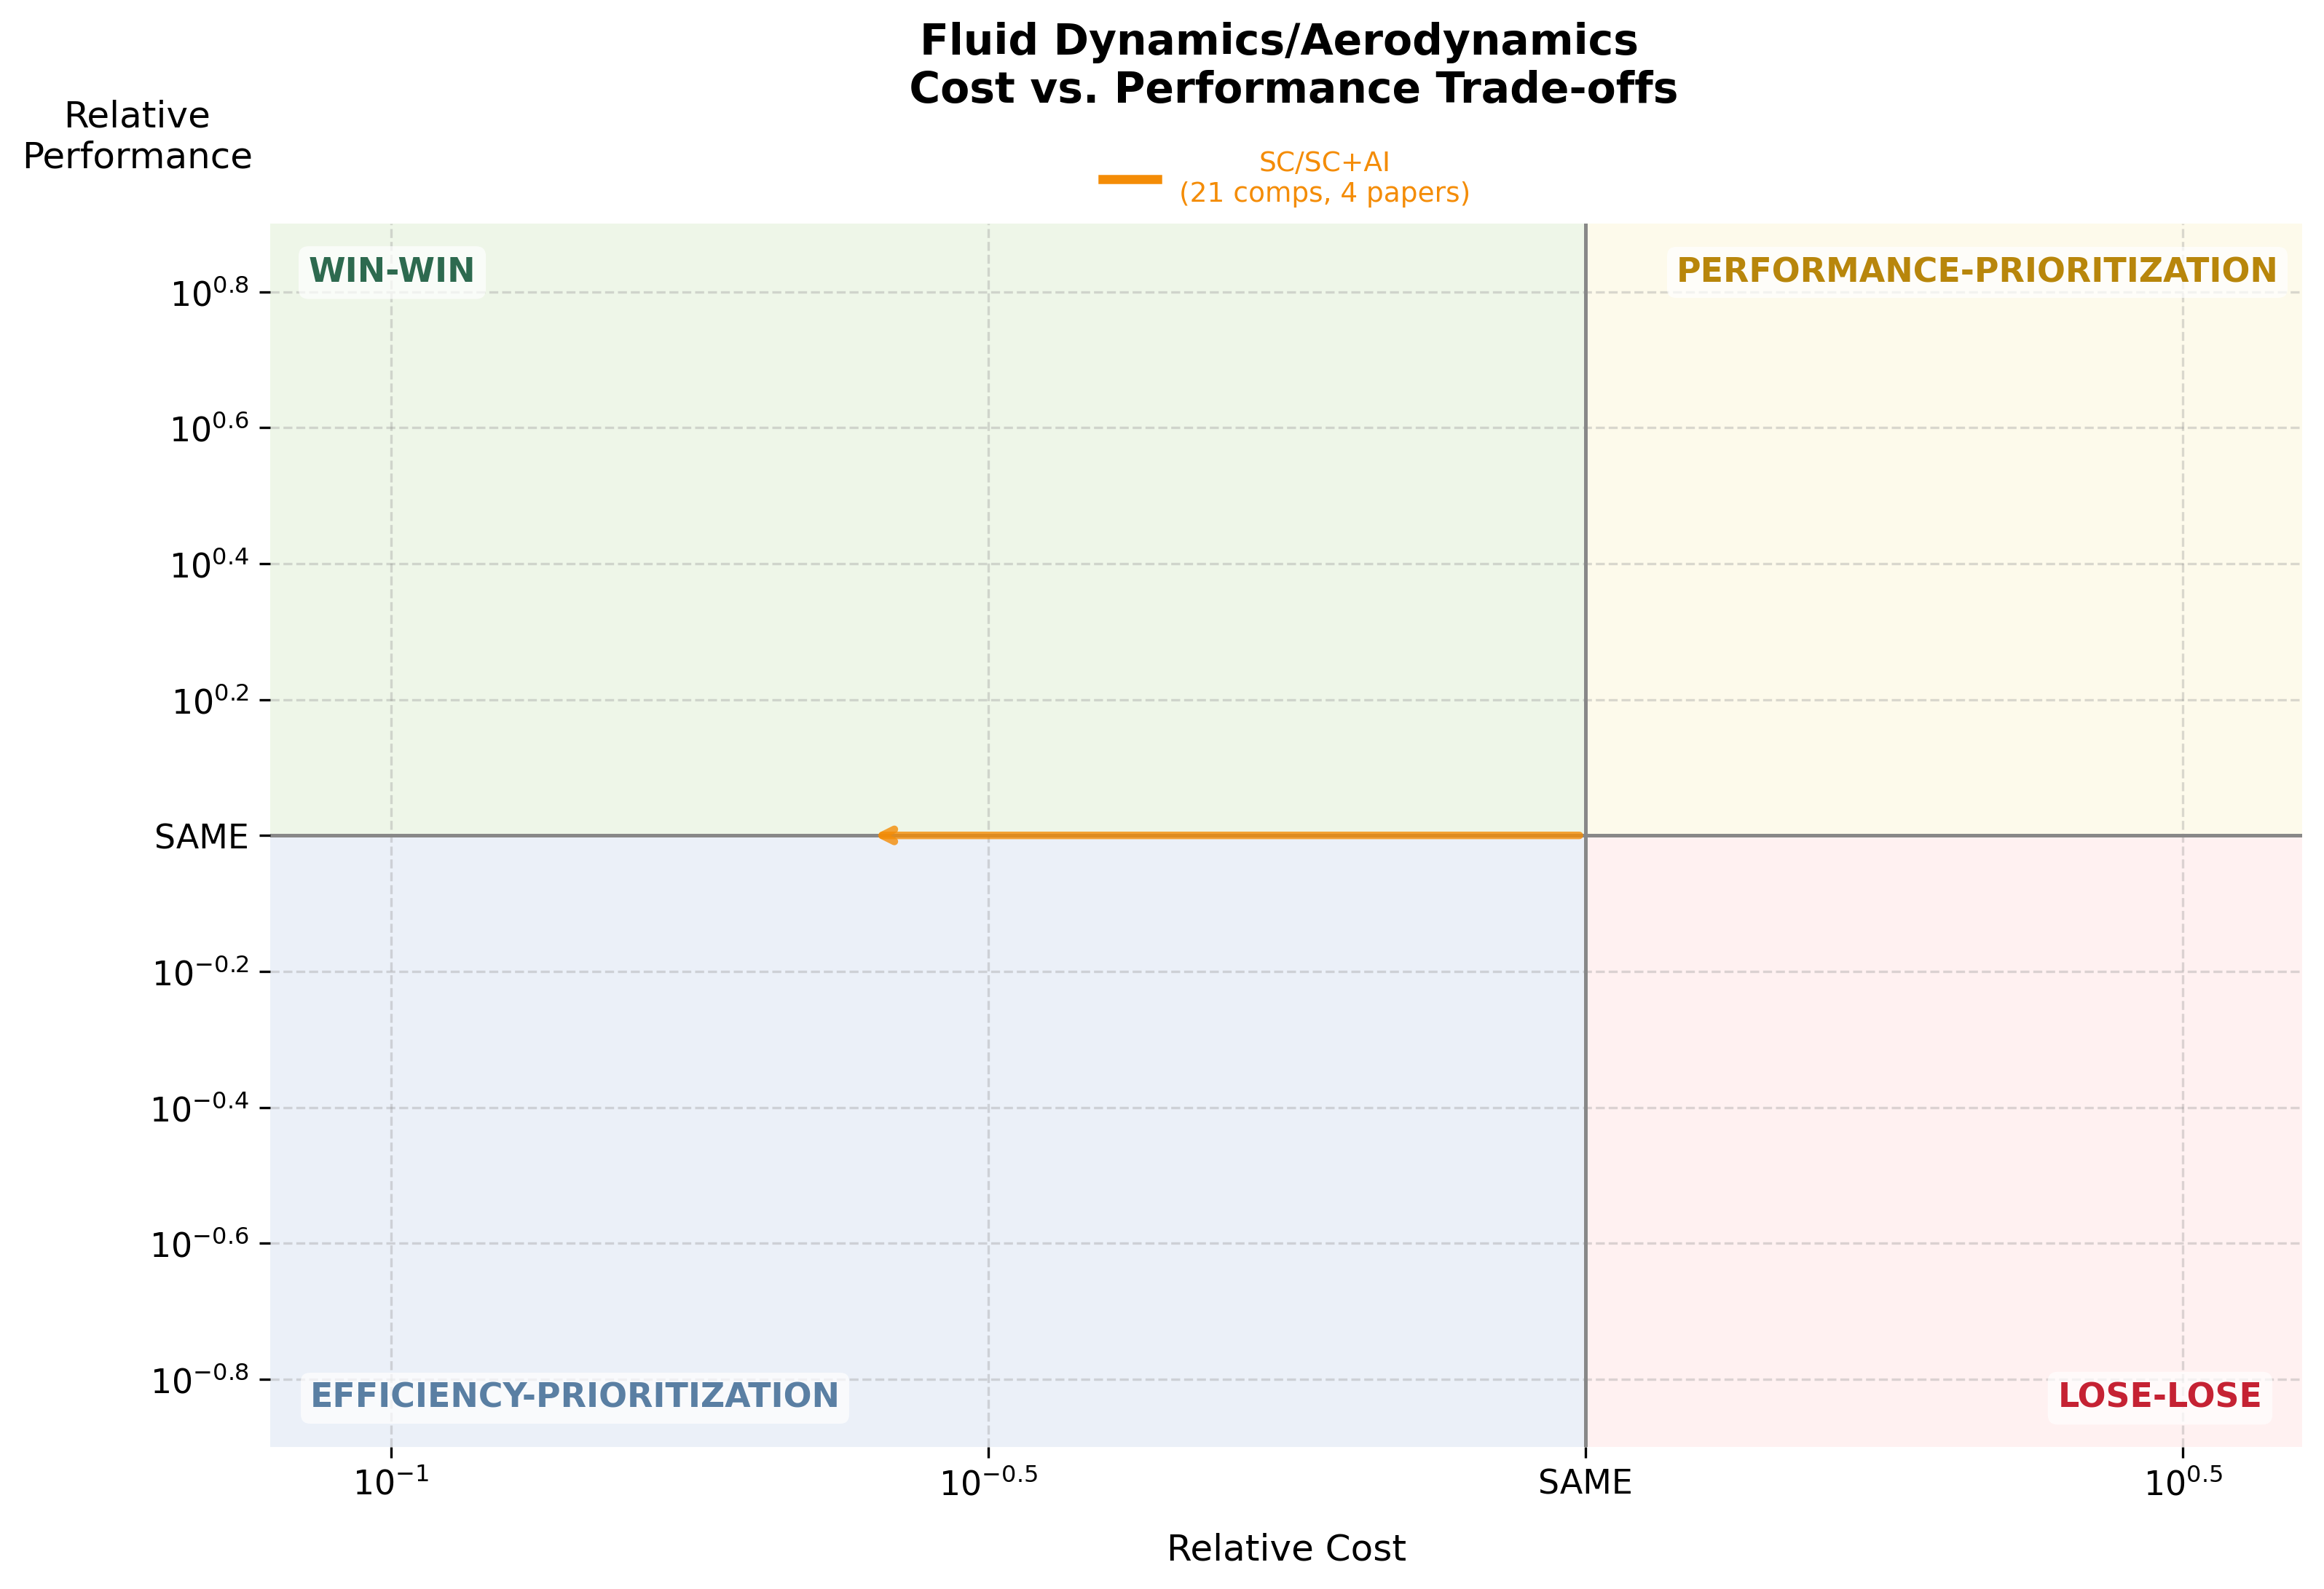 Fluid Dynamics/Aerodynamics
Cost vs. Performance Trade-offs
Relative
Performance
SC/SC+AI
(21 comps, 4 papers)
WIN-WIN
PERFORMANCE-PRIORITIZATION
10^0.8
10^0.6
10^0.4
10^0.2
SAME
10^−0.2
10^−0.4
10^−0.6
10^−0.8
EFFICIENCY-PRIORITIZATION
LOSE-LOSE
10^−1
10^−0.5
SAME
10^0.5
Relative Cost